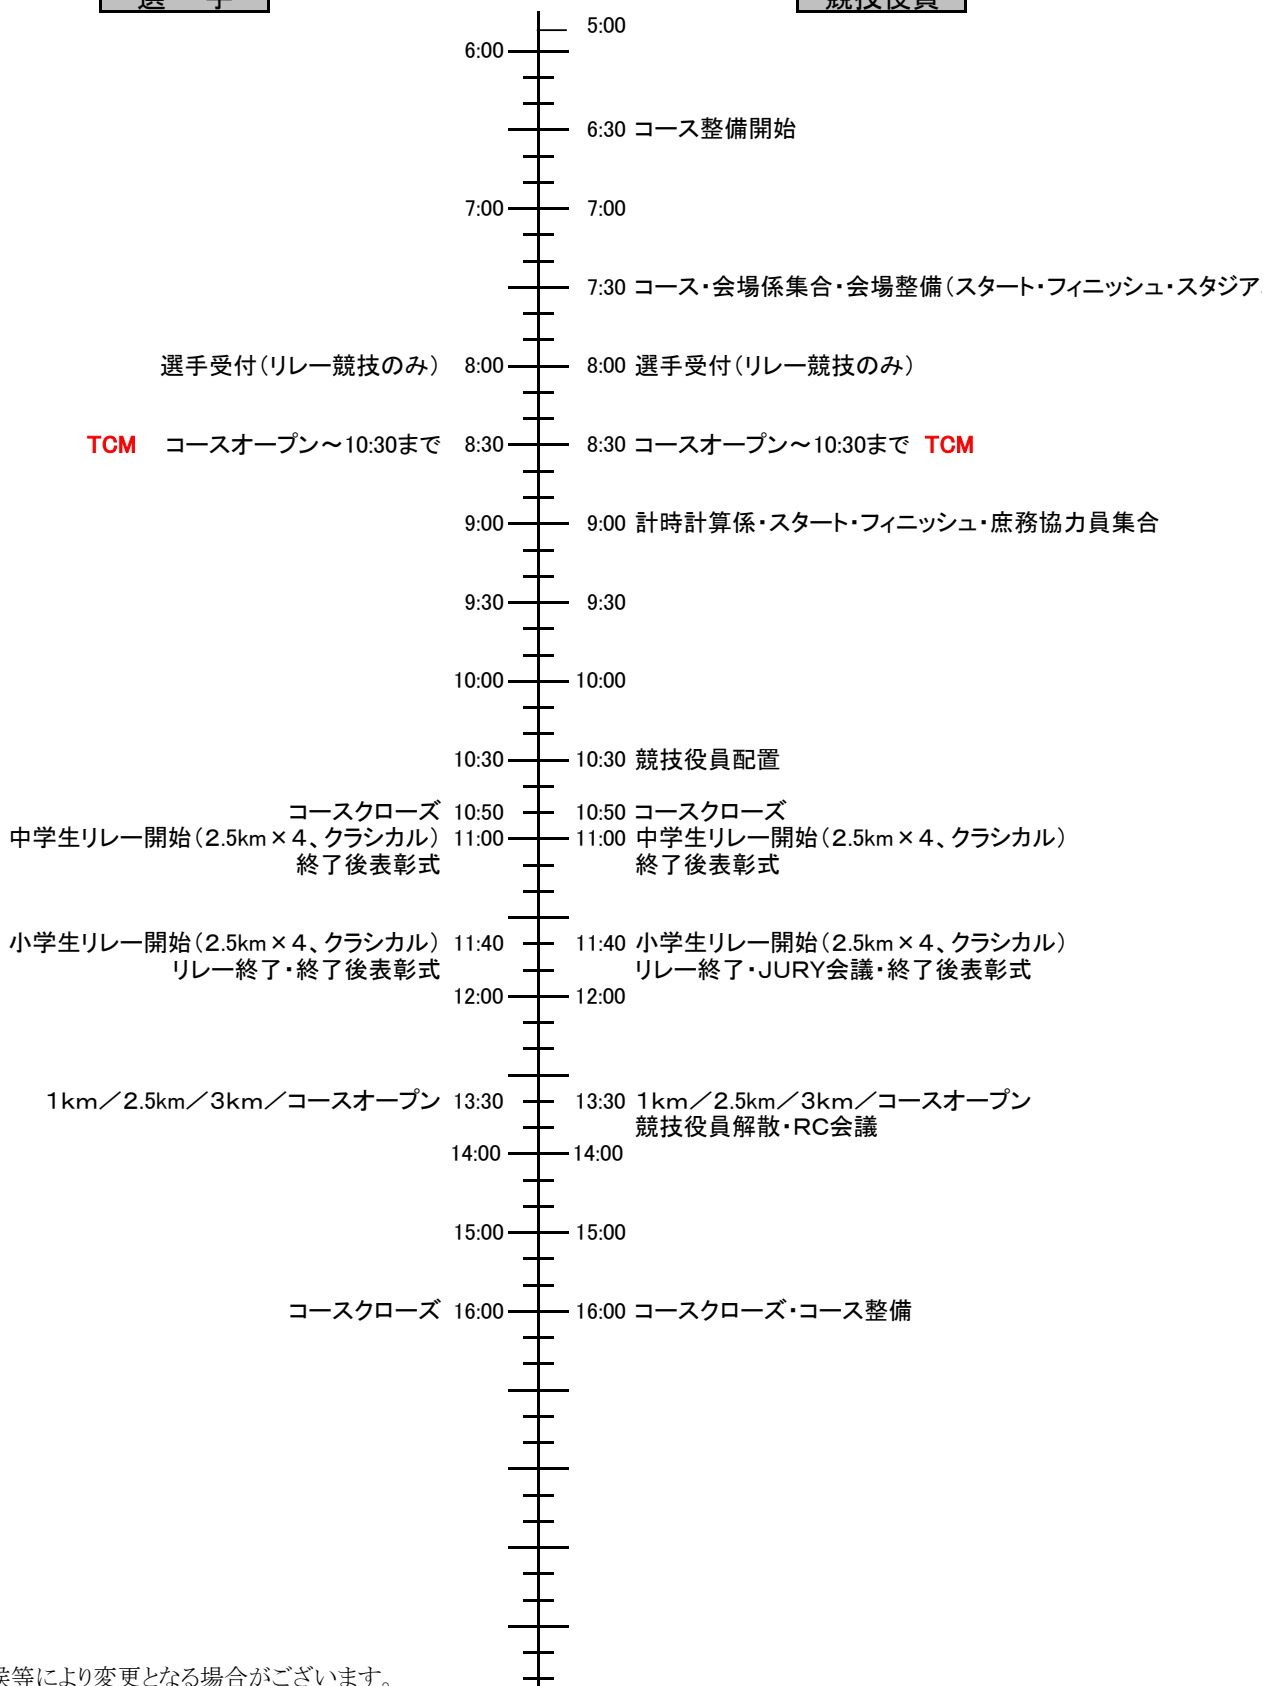 選　手　競技役員
5:00
6:00
6:30 コース整備開始
7:00 7:00
7:30 コース・会場係集合・会場整備（スタート・フィニッシュ・スタジア
選手受付（リレー競技のみ） 8:00 8:00 選手受付（リレー競技のみ）
TCM　コースオープン～10:30まで 8:30 8:30 コースオープン～10:30まで TCM
9:00 9:00 計時計算係・スタート・フィニッシュ・庶務協力員集合
9:30 9:30
10:00 10:00
10:30 10:30 競技役員配置
コースクローズ 10:50 10:50 コースクローズ
中学生リレー開始（２.５km×４、クラシカル） 11:00 11:00 中学生リレー開始（２.５km×４、クラシカル）
終了後表彰式 終了後表彰式
小学生リレー開始（２.５km×４、クラシカル） 11:40 11:40 小学生リレー開始（２.５km×４、クラシカル）
リレー終了・終了後表彰式 リレー終了・ＪＵＲＹ会議・終了後表彰式
12:00 12:00
１ｋｍ／２.５km／３ｋｍ／コースオープン 13:30 13:30 １ｋｍ／２.５km／３ｋｍ／コースオープン
競技役員解散・ＲＣ会議
14:00 14:00
15:00 15:00
コースクローズ 16:00 16:00 コースクローズ・コース整備
等により変更となる場合がございます。